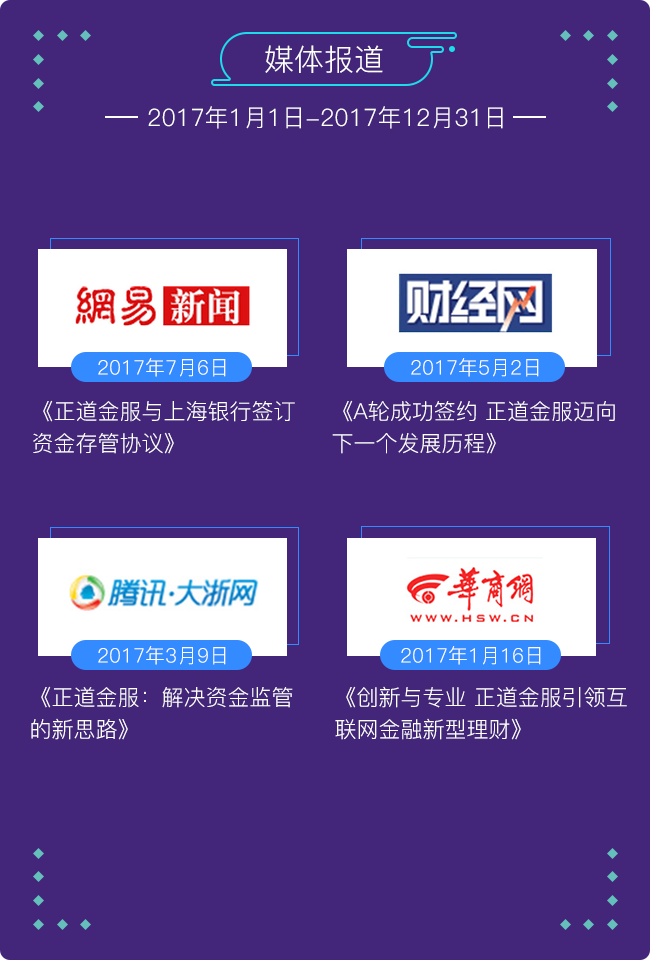 媒体报道
2017年1月1日-2017年12月31日
網易新闻
财经网
2017年7月6日
2017年5月2日
《正道金服与上海银行签订
资金存管协议》
《A轮成功签约 正道金服迈向
下一个发展历程》
腾讯·大浙网
華商網
WWW.HSW.CN
2017年3月9日
2017年1月16日
《正道金服：解决资金监管
的新思路》
《创新与专业 正道金服引领互
联网金融新型理财》